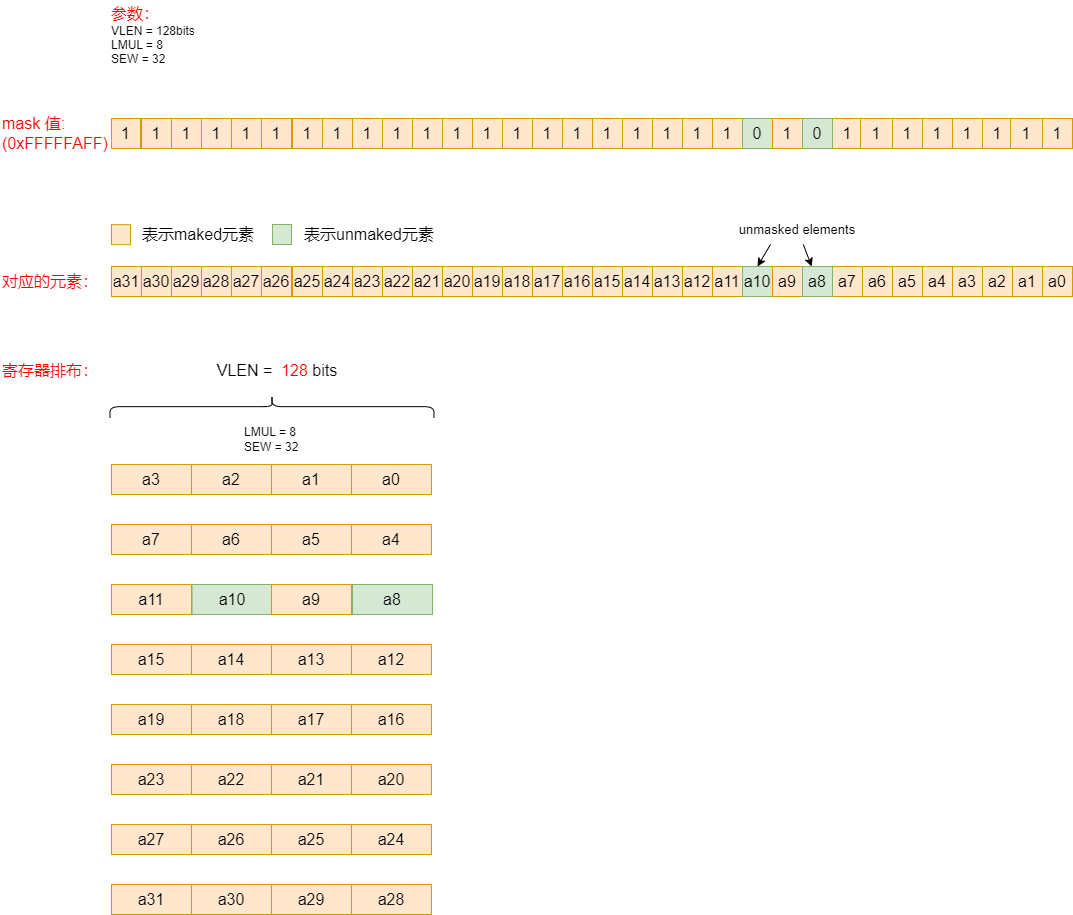 参数：
VLEN = 128bits
LMUL = 8
SEW = 32
mask 值:
(0xFFFFFAFF)
1 1 1 1 1 1 1 1 1 1 1 1 1 1 1 1 1 1 1 1 1 0 1 0 1 1 1 1 1 1 1 1
表示maked元素 表示unmaked元素
unmasked elements
对应的元素：
a31 a30 a29 a28 a27 a26 a25 a24 a23 a22 a21 a20 a19 a18 a17 a16 a15 a14 a13 a12 a11 a10 a9 a8 a7 a6 a5 a4 a3 a2 a1 a0
寄存器排布：
VLEN = 128 bits
LMUL = 8
SEW = 32
a3 a2 a1 a0
a7 a6 a5 a4
a11 a10 a9 a8
a15 a14 a13 a12
a19 a18 a17 a16
a23 a22 a21 a20
a27 a26 a25 a24
a31 a30 a29 a28